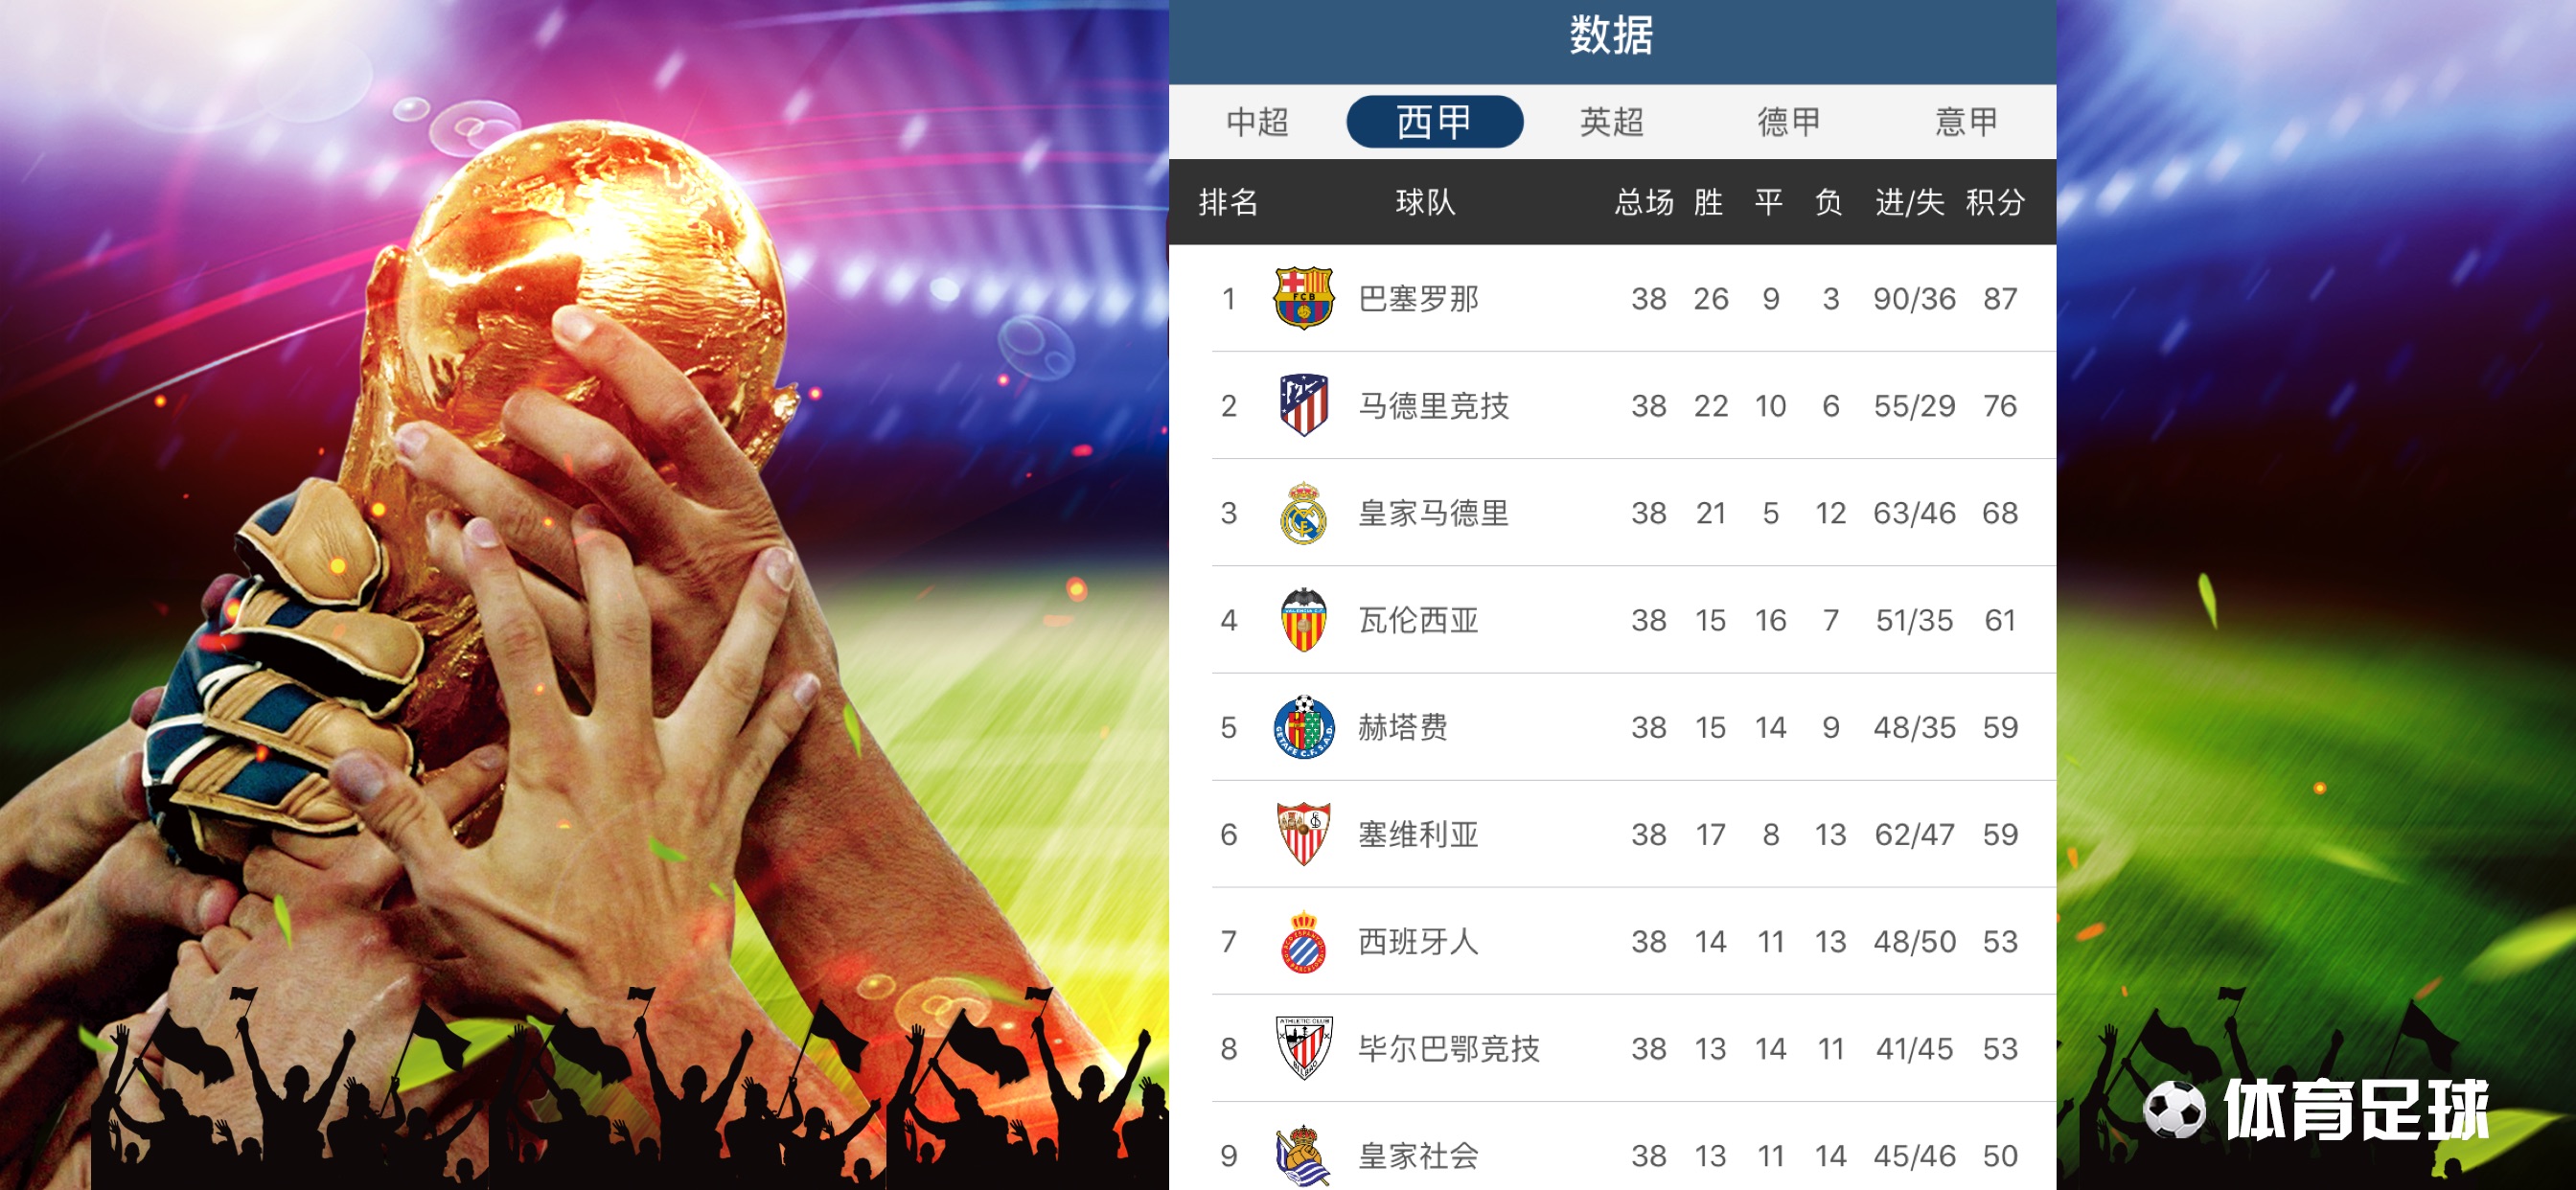 数据
中超 西甲 英超 德甲 意甲
排名 球队 总场 胜 平 负 进/失 积分
1 FCB 巴塞罗那 38 26 9 3 90/36 87
2 马德里竞技 38 22 10 6 55/29 76
3 皇家马德里 38 21 5 12 63/46 68
4 瓦伦西亚 38 15 16 7 51/35 61
5 GETAFE C.F. S.A.D. 赫塔费 38 15 14 9 48/35 59
6 塞维利亚 38 17 8 13 62/47 59
7 西班牙人 38 14 11 13 48/50 53
8 ATHLETIC CLUB 毕尔巴鄂竞技 38 13 14 11 41/45 53
9 皇家社会 38 13 11 14 45/46 50
体育足球